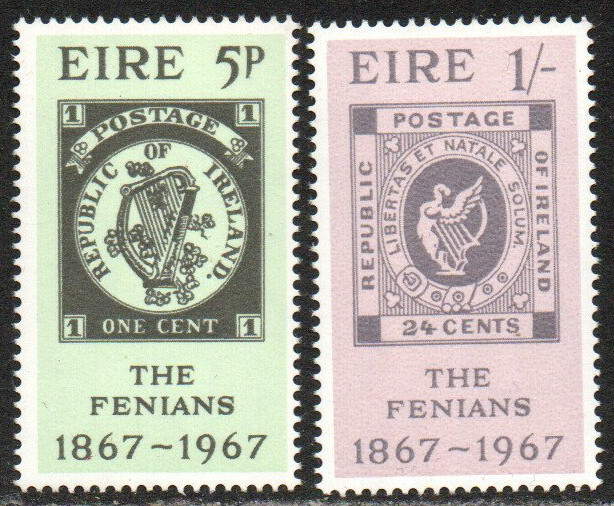 EIRE 5P
1 1
POSTAGE
REPUBLIC OF IRELAND.
1 ONE CENT 1
THE
FENIANS
1867~1967
EIRE 1/-
POSTAGE
REPUBLIC
LIBERTAS ET NATALE SOLUM
OF IRELAND
24 CENTS
THE
FENIANS
1867~1967